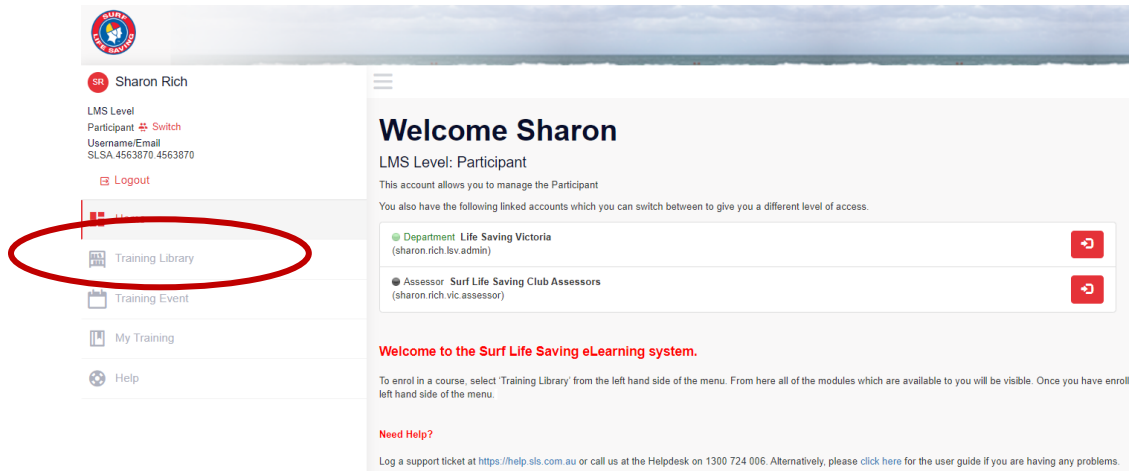 SURF
LIFE SAVING
SR Sharon Rich
LMS Level
Participant Switch
Username/Email
SLSA.4563870.4563870
Logout
Home
Training Library
Training Event
My Training
Help
Welcome Sharon
LMS Level: Participant
This account allows you to manage the Participant
You also have the following linked accounts which you can switch between to give you a different level of access.
Department Life Saving Victoria
(sharon.rich.lsv.admin)
Assessor Surf Life Saving Club Assessors
(sharon.rich.vic.assessor)
Welcome to the Surf Life Saving eLearning system.
To enrol in a course, select 'Training Library' from the left hand side of the menu. From here all of the modules which are available to you will be visible. Once you have enroll
left hand side of the menu.
Need Help?
Log a support ticket at https://help.sls.com.au or call us at the Helpdesk on 1300 724 006. Alternatively, please click here for the user guide if you are having any problems.